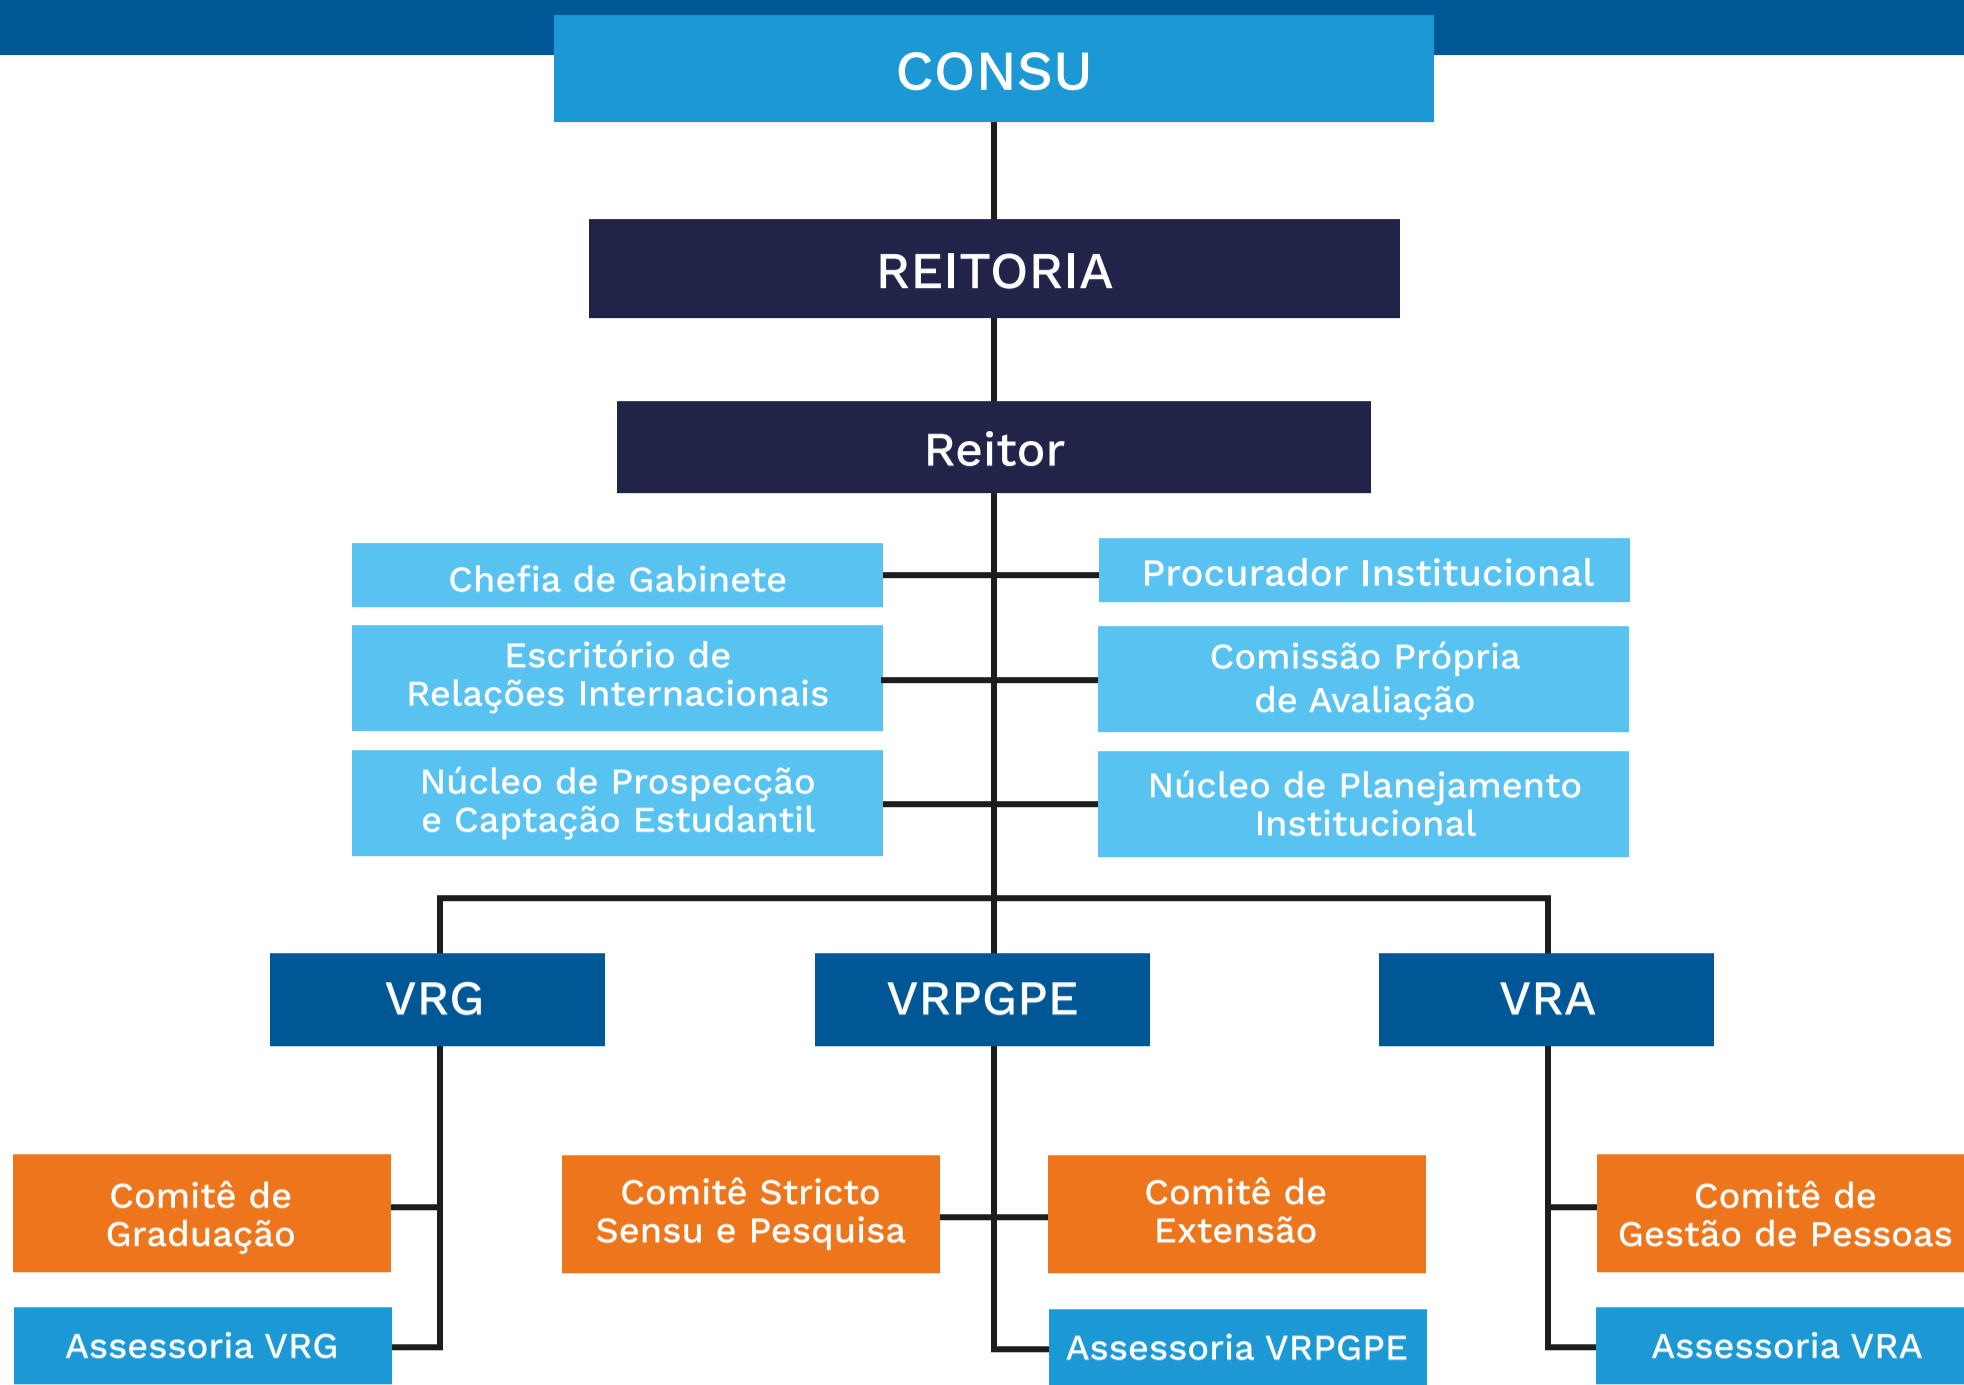 CONSU
REITORIA
Reitor
Chefia de Gabinete
Procurador Institucional
Escritório de
Relações Internacionais
Comissão Própria
de Avaliação
Núcleo de Prospecção
e Captação Estudantil
Núcleo de Planejamento
Institucional
VRG
VRPGPE
VRA
Comitê de
Graduação
Comitê Stricto
Sensu e Pesquisa
Comitê de
Extensão
Comitê de
Gestão de Pessoas
Assessoria VRG
Assessoria VRPGPE
Assessoria VRA